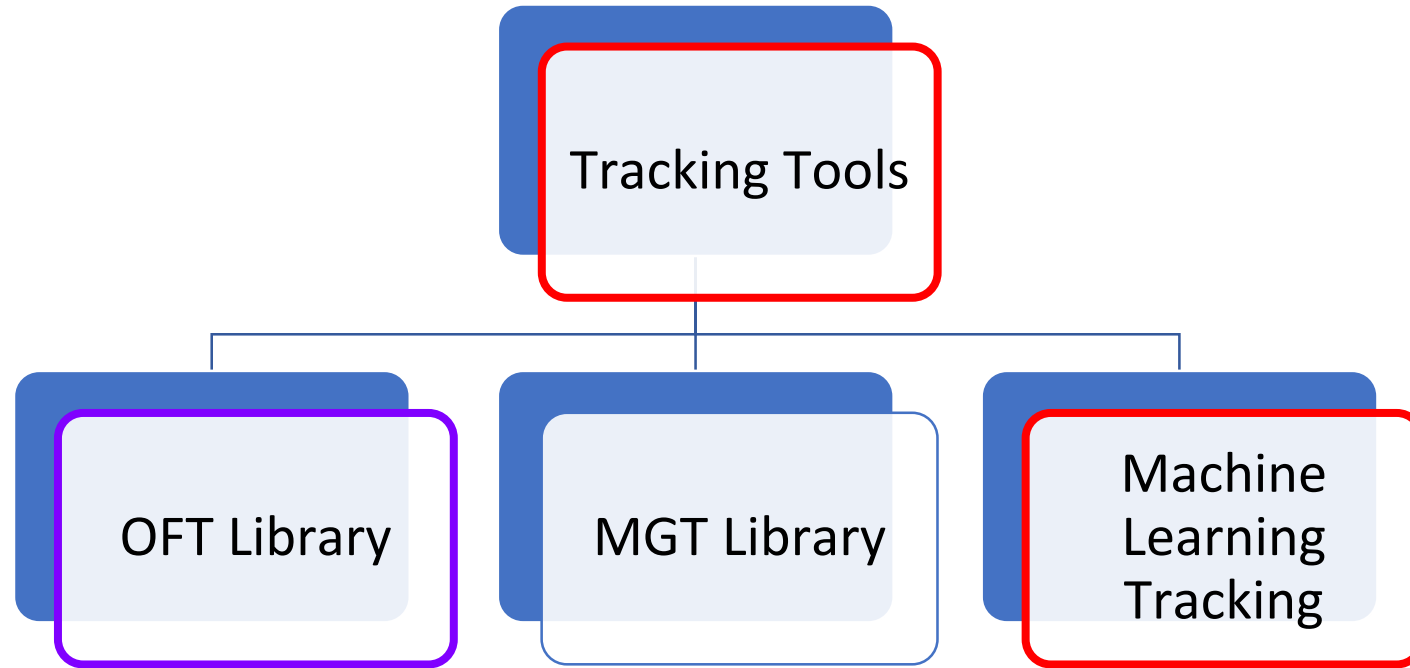 Tracking Tools
OFT Library
MGT Library
Machine
Learning
Tracking